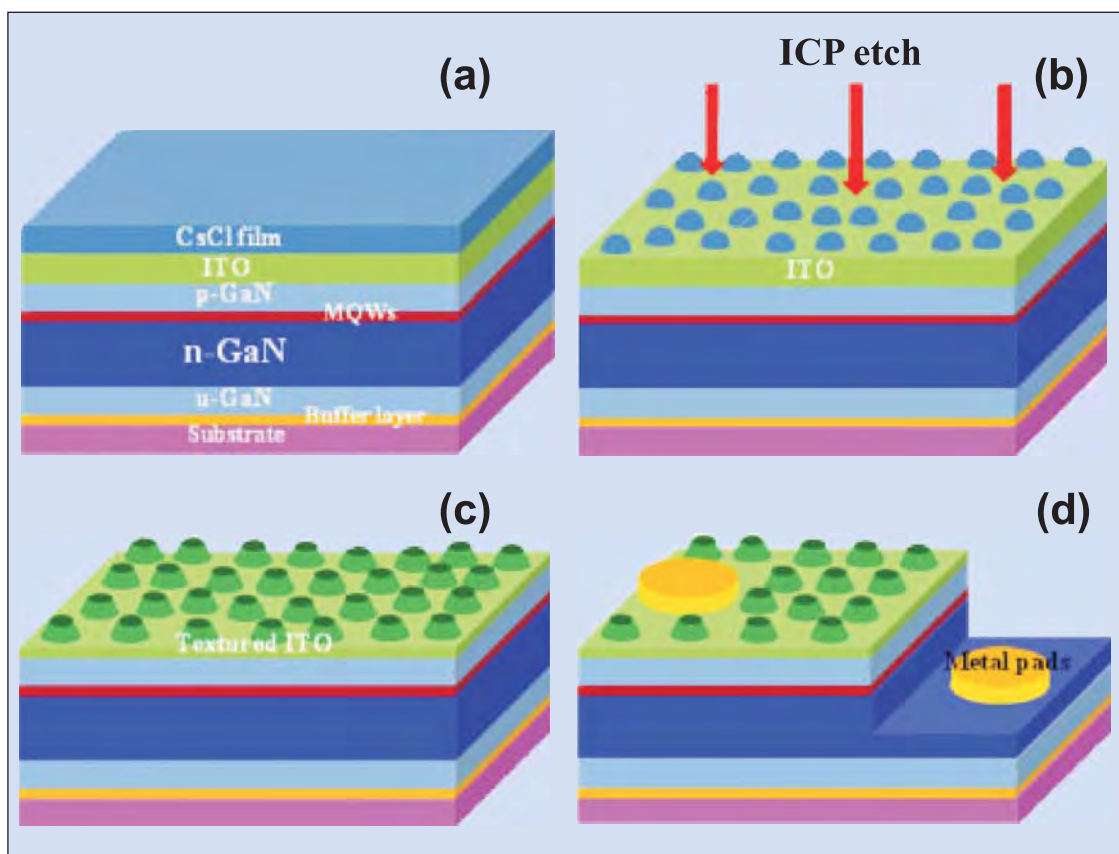 (a)
CsCl film
ITO
p-GaN
MQWs
n-GaN
u-GaN
Buffer layer
Substrate
ICP etch
(b)
ITO
(c)
Textured ITO
(d)
Metal pads